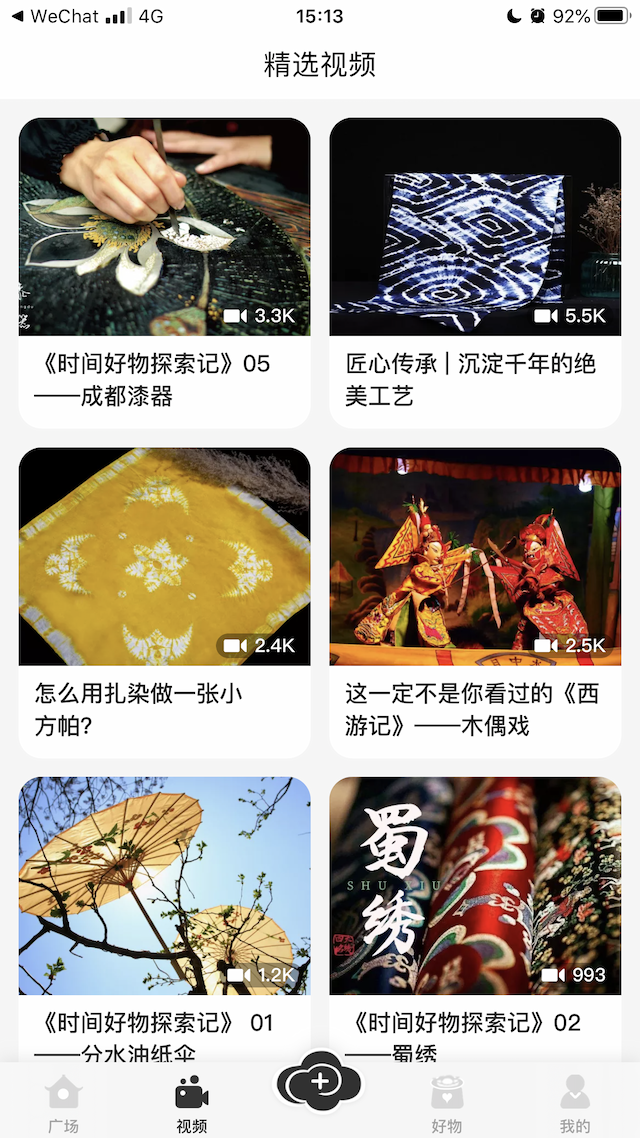 WeChat 4G 15:13 92%
精选视频
3.3K
5.5K
《时间好物探索记》05
——成都漆器
匠心传承 | 沉淀千年的绝
美工艺
2.4K
2.5K
怎么用扎染做一张小
方帕?
这一定不是你看过的《西
游记》——木偶戏
蜀
SHU XIU
绣
1.2K
993
《时间好物探索记》 01
——分水油纸伞
《时间好物探索记》02
——蜀绣
广场
视频
好物
我的